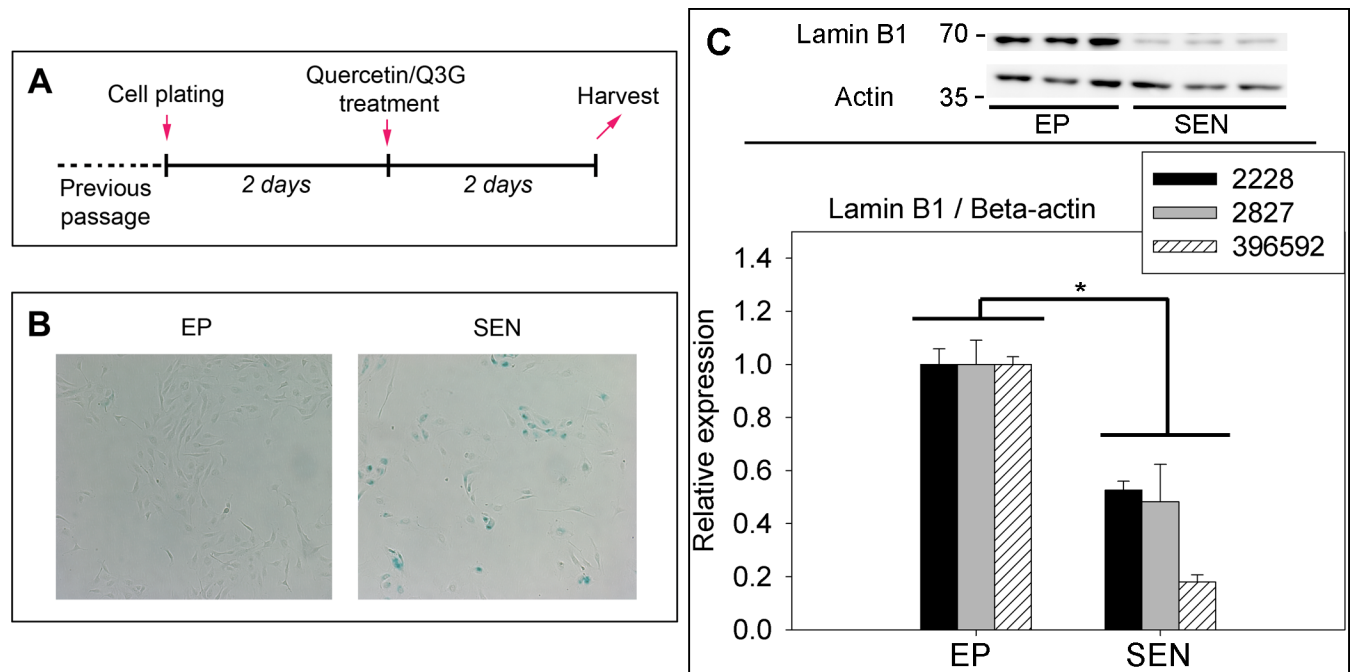 A
Cell plating
Quercetin/Q3G
treatment
Harvest
2 days
2 days
Previous
passage
B
EP
SEN
C
Lamin B1
70
Actin
35
EP
SEN
2228
2827
396592
Lamin B1 / Beta-actin
*
Relative expression
1.4
1.2
1.0
0.8
0.6
0.4
0.2
0.0
EP
SEN